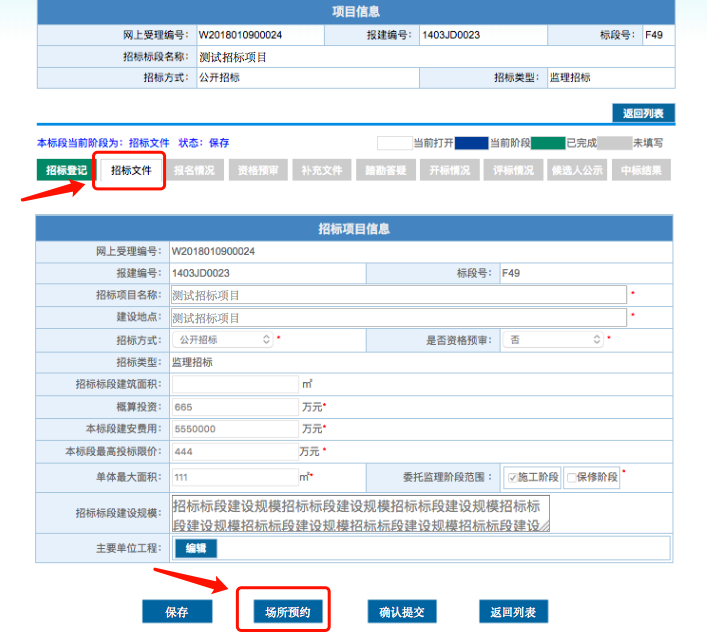 项目信息
网上受理编号： W2018010900024 报建编号： 1403JD0023 标段号： F49
招标标段名称： 测试招标项目
招标方式： 公开招标 招标类型： 监理招标
返回列表
本标段当前阶段为：招标文件 状态：保存 当前打开 当前阶段 已完成 未填写
招标登记 招标文件 报名情况 资格预审 补充文件 踏勘答疑 开标情况 评标情况 候选人公示 中标结果
招标项目信息
网上受理编号： W2018010900024
报建编号： 1403JD0023 标段号： F49
招标项目名称： 测试招标项目 *
建设地点： 测试招标项目 *
招标方式： 公开招标 * 是否资格预审： 否 *
招标类型： 监理招标
招标标段建筑面积： ㎡
概算投资： 665 万元*
本标段建安费用： 5550000 万元*
本标段最高投标限价： 444 万元 *
单体最大面积： 111 ㎡* 委托监理阶段范围： 施工阶段 保修阶段 *
招标标段建设规模： 招标标段建设规模招标标段建设规模招标标段建设规模招标标
段建设规模招标标段建设规模招标标段建设规模招标标段建设
主要单位工程： 编辑
保存 场所预约 确认提交 返回列表